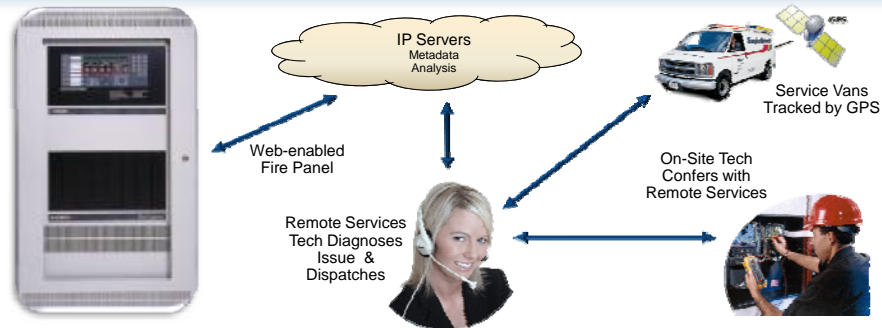 IP Servers
Metadata
Analysis
GPS
Service Vans
Tracked by GPS
Web-enabled
Fire Panel
On-Site Tech
Confers with
Remote Services
Remote Services
Tech Diagnoses
Issue &
Dispatches